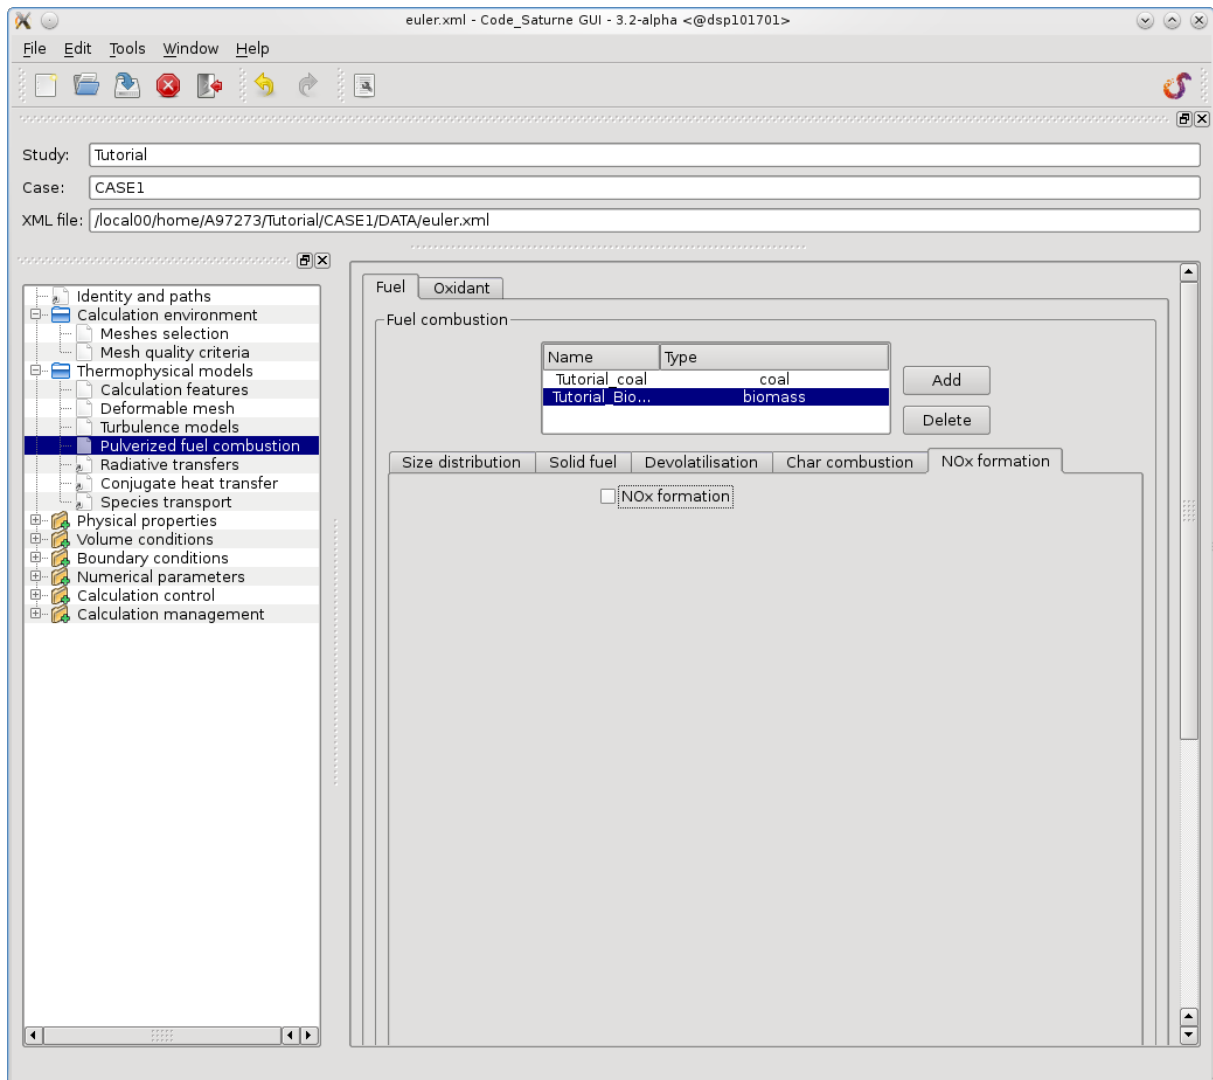 euler.xml - Code_Saturne GUI - 3.2-alpha <@dsp101701>
File Edit Tools Window Help
Study: Tutorial
Case: CASE1
XML file: /local00/home/A97273/Tutorial/CASE1/DATA/euler.xml
Identity and paths
Calculation environment
Meshes selection
Mesh quality criteria
Thermophysical models
Calculation features
Deformable mesh
Turbulence models
Pulverized fuel combustion
Radiative transfers
Conjugate heat transfer
Species transport
Physical properties
Volume conditions
Boundary conditions
Numerical parameters
Calculation control
Calculation management
Fuel Oxidant
Fuel combustion
Name Type
Tutorial_coal coal
Tutorial_Bio... biomass
Add
Delete
Size distribution Solid fuel Devolatilisation Char combustion NOx formation
NOx formation